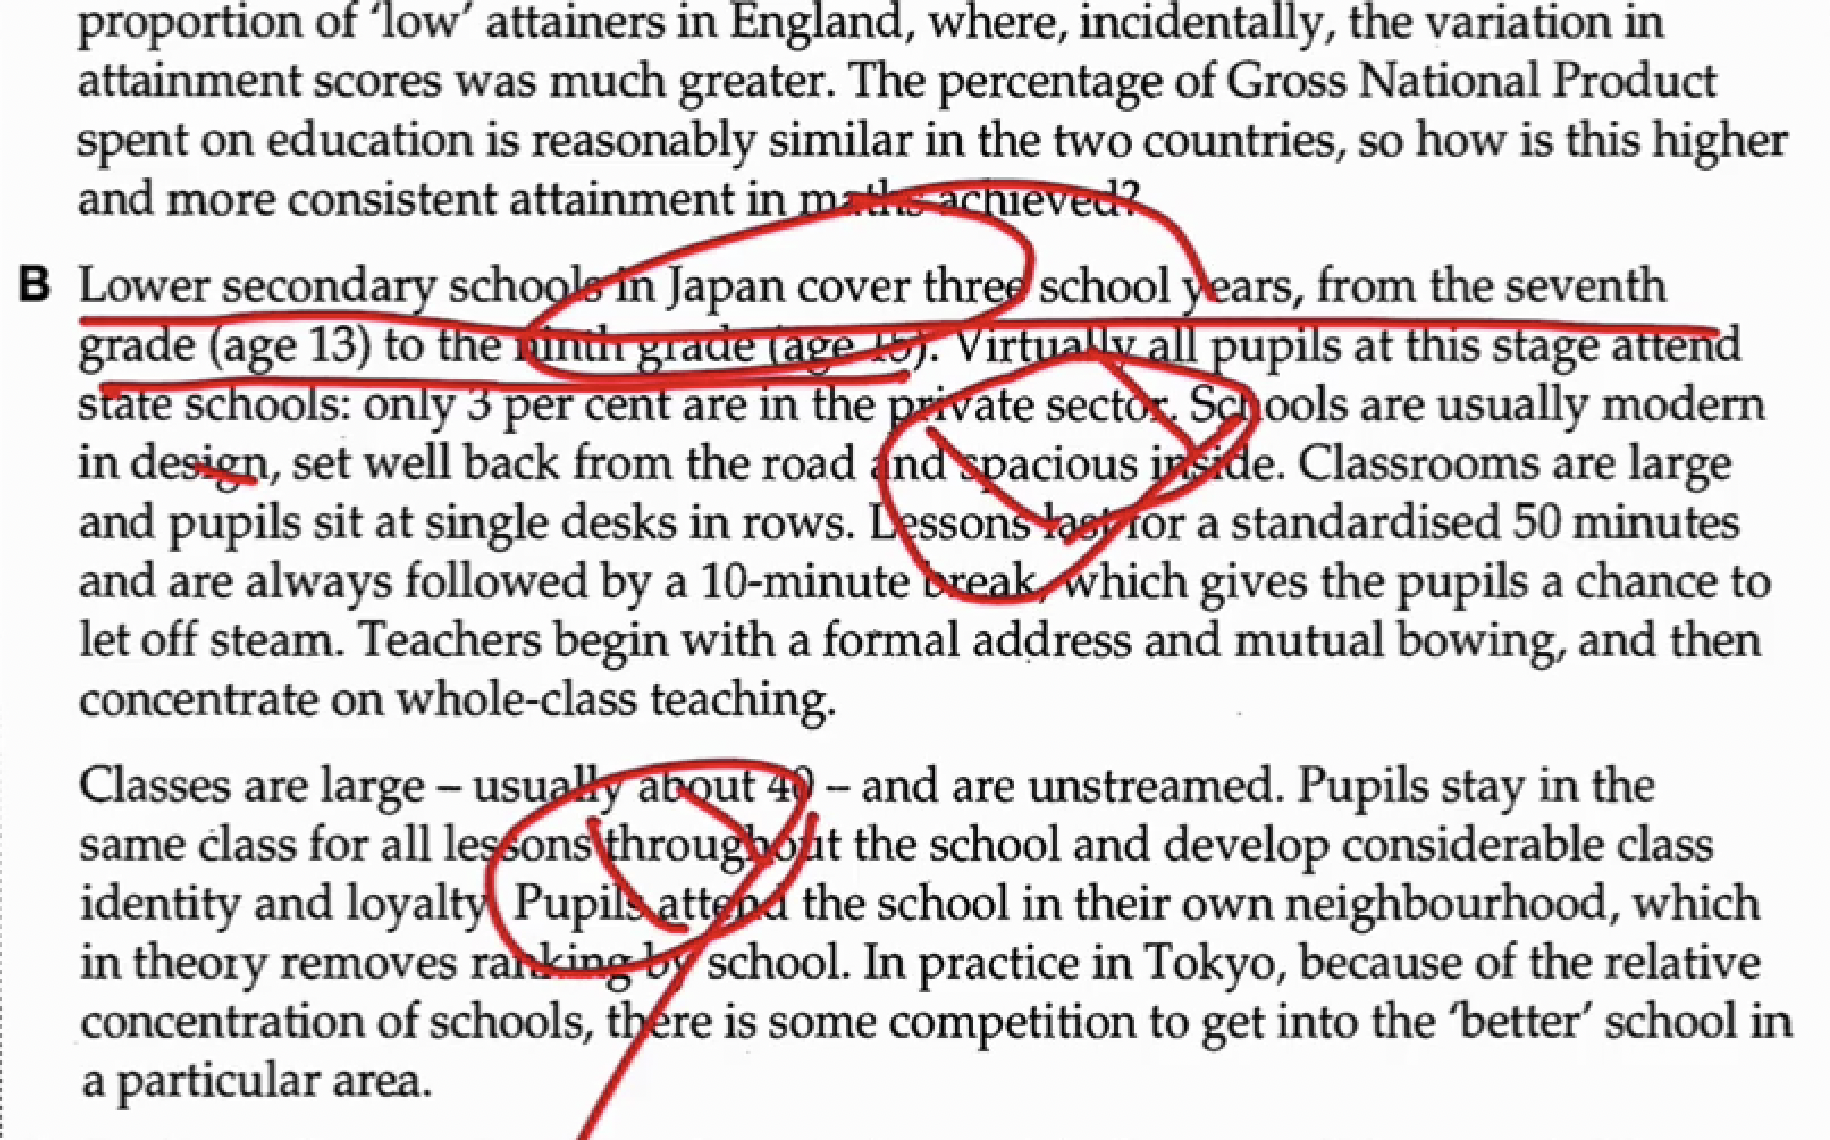 proportion of ‘low’ attainers in England, where, incidentally, the variation in
attainment scores was much greater. The percentage of Gross National Product
spent on education is reasonably similar in the two countries, so how is this higher
and more consistent attainment in maths achieved?
B Lower secondary schools in Japan cover three school years, from the seventh
grade (age 13) to the ninth grade (age 15). Virtually all pupils at this stage attend
state schools: only 3 per cent are in the private sector. Schools are usually modern
in design, set well back from the road and spacious inside. Classrooms are large
and pupils sit at single desks in rows. Lessons last for a standardised 50 minutes
and are always followed by a 10-minute break, which gives the pupils a chance to
let off steam. Teachers begin with a formal address and mutual bowing, and then
concentrate on whole-class teaching.
Classes are large – usually about 40 – and are unstreamed. Pupils stay in the
same class for all lessons throughout the school and develop considerable class
identity and loyalty. Pupils attend the school in their own neighbourhood, which
in theory removes ranking by school. In practice in Tokyo, because of the relative
concentration of schools, there is some competition to get into the ‘better’ school in
a particular area.